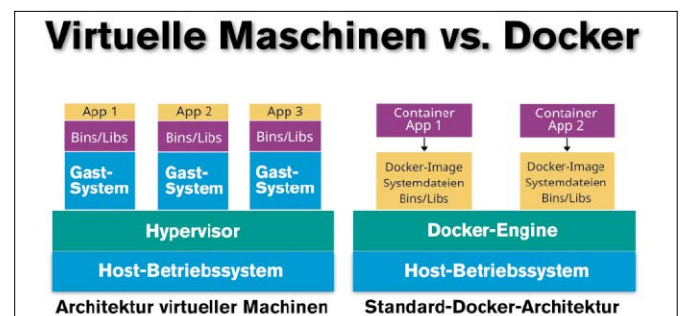 Virtuelle Maschinen vs. Docker
App 1
Bins/Libs
Gast-
System
App 2
Bins/Libs
Gast-
System
App 3
Bins/Libs
Gast-
System
Hypervisor
Host-Betriebssystem
Architektur virtueller Machinen
Container
App 1
Docker-Image
Systemdateien
Bins/Libs
Container
App 2
Docker-Image
Systemdateien
Bins/Libs
Docker-Engine
Host-Betriebssystem
Standard-Docker-Architektur